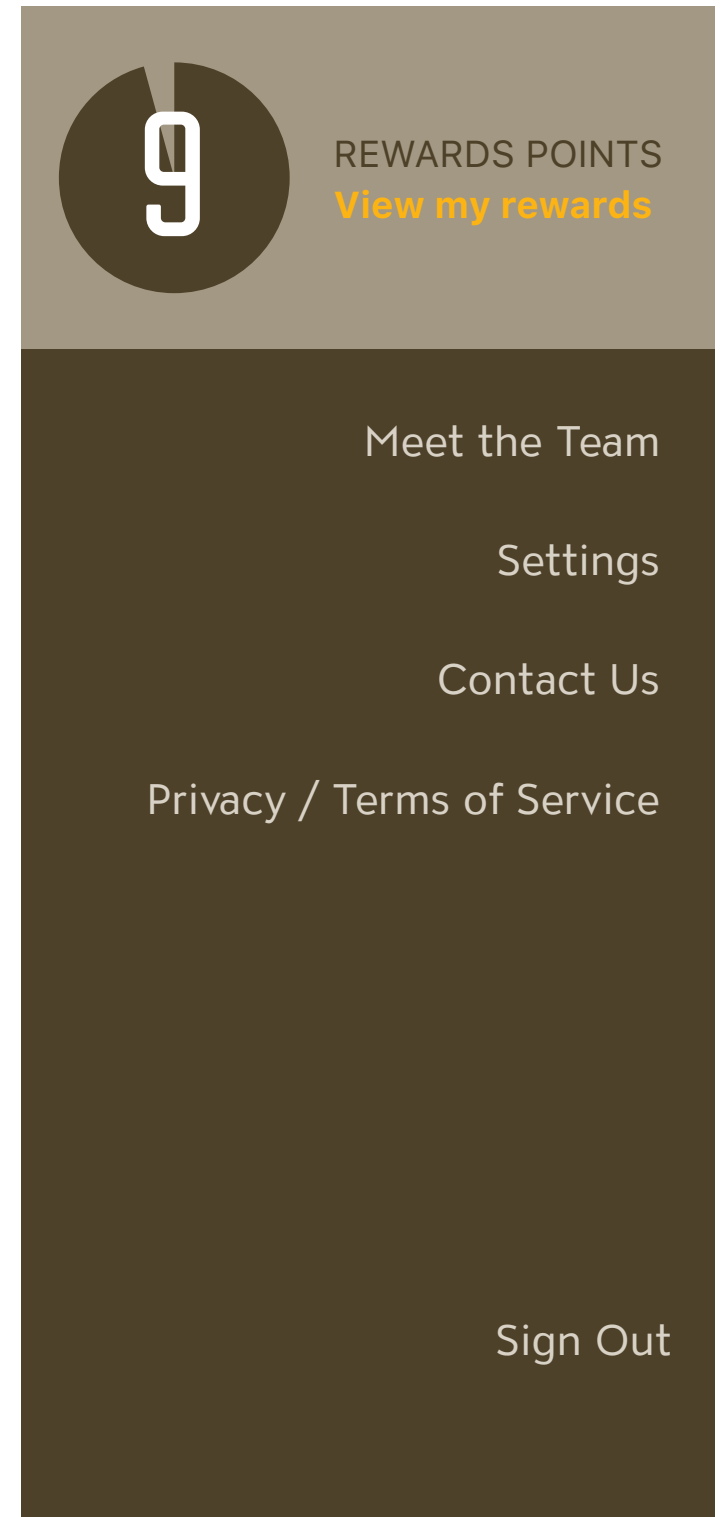 9
REWARDS POINTS
View my rewards
Meet the Team
Settings
Contact Us
Privacy / Terms of Service
Sign Out